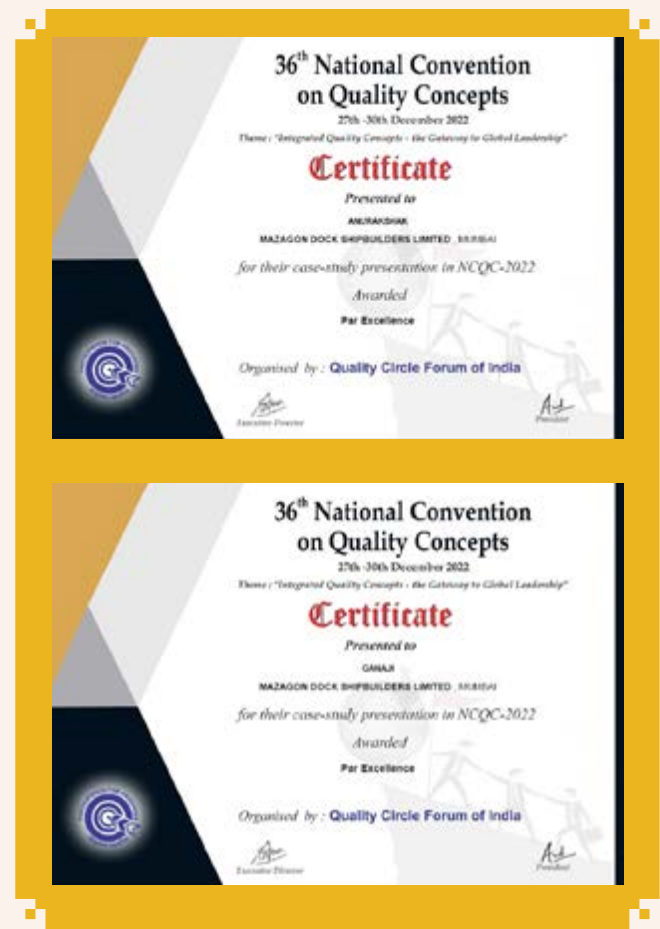 36th National Convention
on Quality Concepts
27th -30th December 2022
Theme : "Integrated Quality Concepts - the Gateway to Global Leadership"
Certificate
Presented to
ANURAKSHAK
MAZAGON DOCK SHIPBUILDERS LIMITED , MUMBAI
for their case-study presentation in NCQC-2022
Awarded
Par Excellence
Organised by : Quality Circle Forum of India
Executive Director
President
36th National Convention
on Quality Concepts
27th -30th December 2022
Theme : "Integrated Quality Concepts - the Gateway to Global Leadership"
Certificate
Presented to
MAZAGON DOCK SHIPBUILDERS LIMITED , MUMBAI
for their case-study presentation in NCQC-2022
Awarded
Par Excellence
Organised by : Quality Circle Forum of India
Executive Director
President